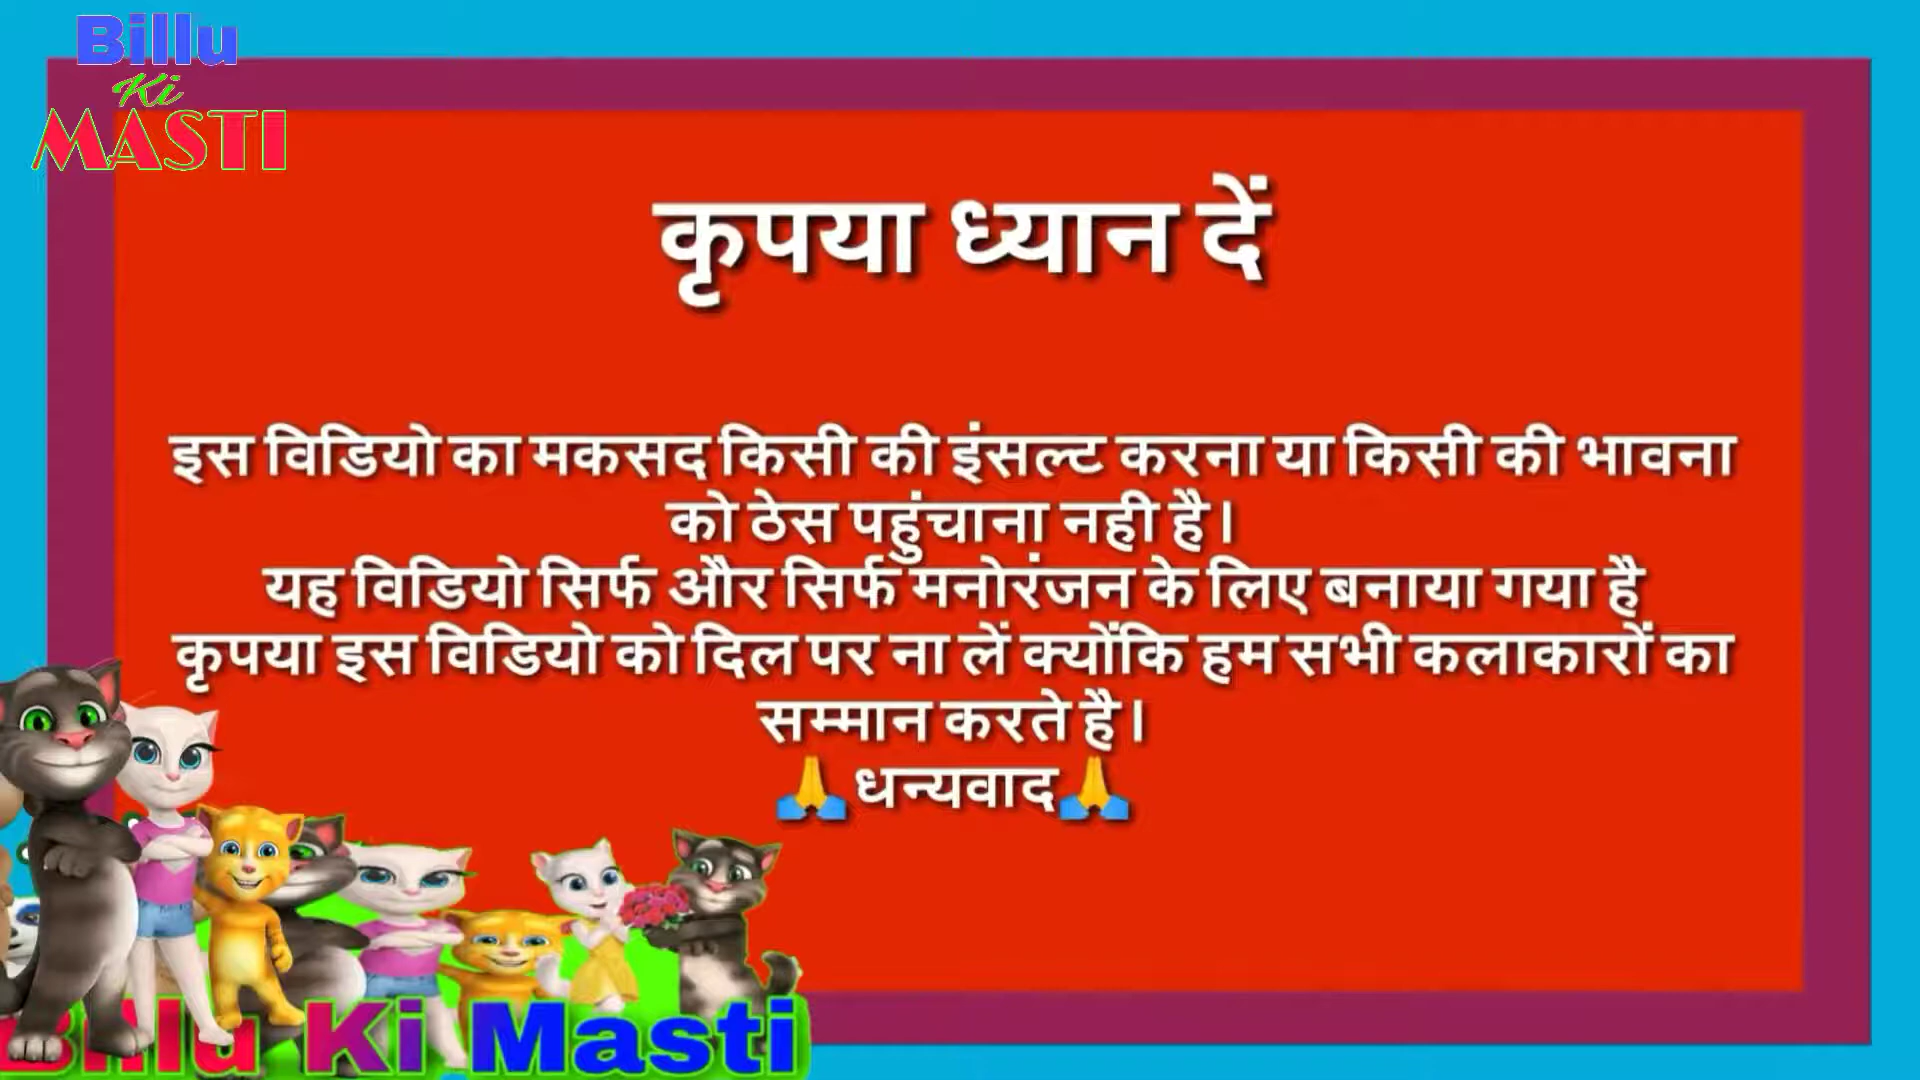 Billu
Ki
MASTI
कृपया ध्यान दें
इस विडियो का मकसद किसी की इंसल्ट करना या किसी की भावना
को ठेस पहुंचाना नही है।
यह विडियो सिर्फ और सिर्फ मनोरंजन के लिए बनाया गया है
कृपया इस विडियो को दिल पर ना लें क्योंकि हम सभी कलाकारों का
सम्मान करते है।
🙏धन्यवाद🙏
Billu Ki Masti